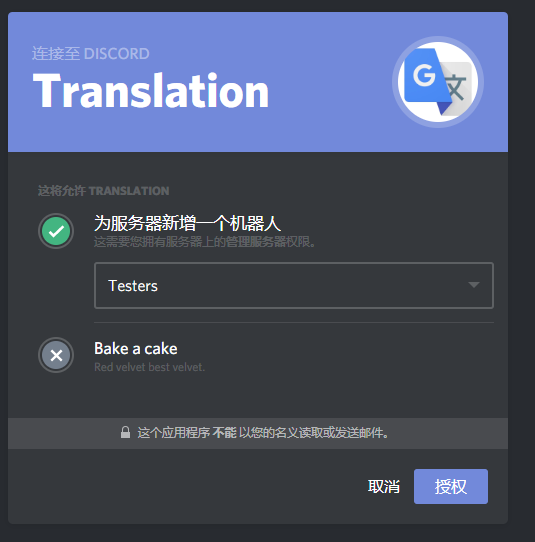 连接至 DISCORD
Translation
这将允许 TRANSLATION
为服务器新增一个机器人
这需要您拥有服务器上的管理服务器权限。
Testers
Bake a cake
Red velvet best velvet.
这个应用程序 不能 以您的名义读取或发送邮件。
取消 授权